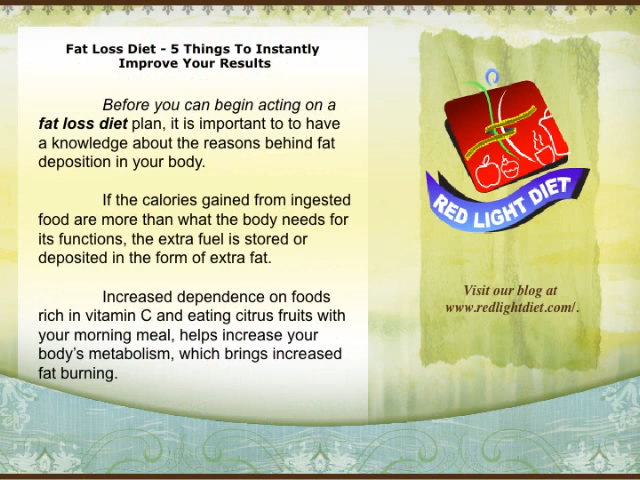 Fat Loss Diet - 5 Things To Instantly
Improve Your Results
Before you can begin acting on a
fat loss diet plan, it is important to to have
a knowledge about the reasons behind fat
deposition in your body.
If the calories gained from ingested
food are more than what the body needs for
its functions, the extra fuel is stored or
deposited in the form of extra fat.
Increased dependence on foods
rich in vitamin C and eating citrus fruits with
your morning meal, helps increase your
body's metabolism, which brings increased
fat burning.
RED LIGHT DIET
Visit our blog at
www.redlightdiet.com/.